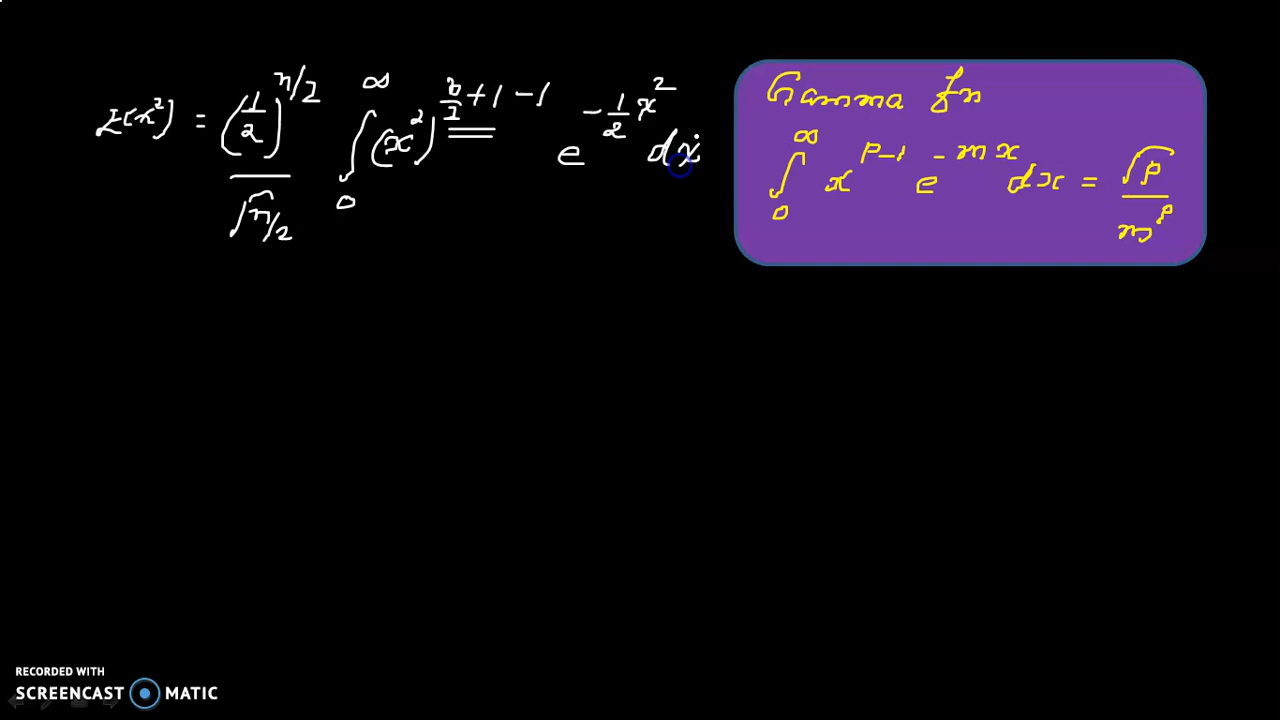 E(x²) = (1/2)^(n/2) / Γn/2 ∫₀^∞ (x²)^(n/2 + 1 - 1) e^(-1/2 x²) dx
Gamma fn
∫₀^∞ x^(p-1) e^(-mx) dx = Γp / m^p
RECORDED WITH
SCREENCAST MATIC